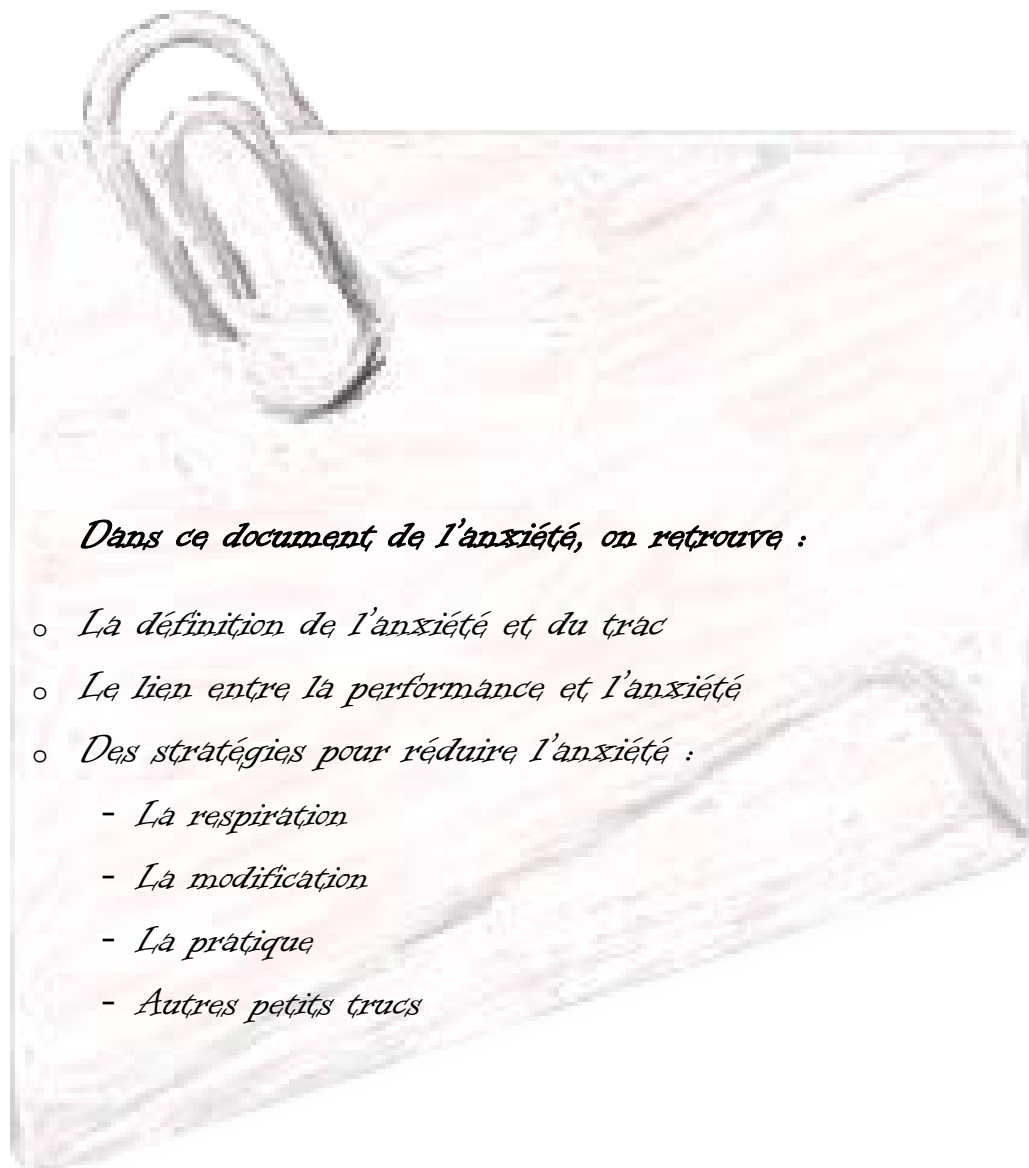 Dans ce document de l'anxiété, on retrouve :
o La définition de l'anxiété et du trac
o Le lien entre la performance et l'anxiété
o Des stratégies pour réduire l'anxiété :
- La respiration
- La modification
- La pratique
- Autres petits trucs